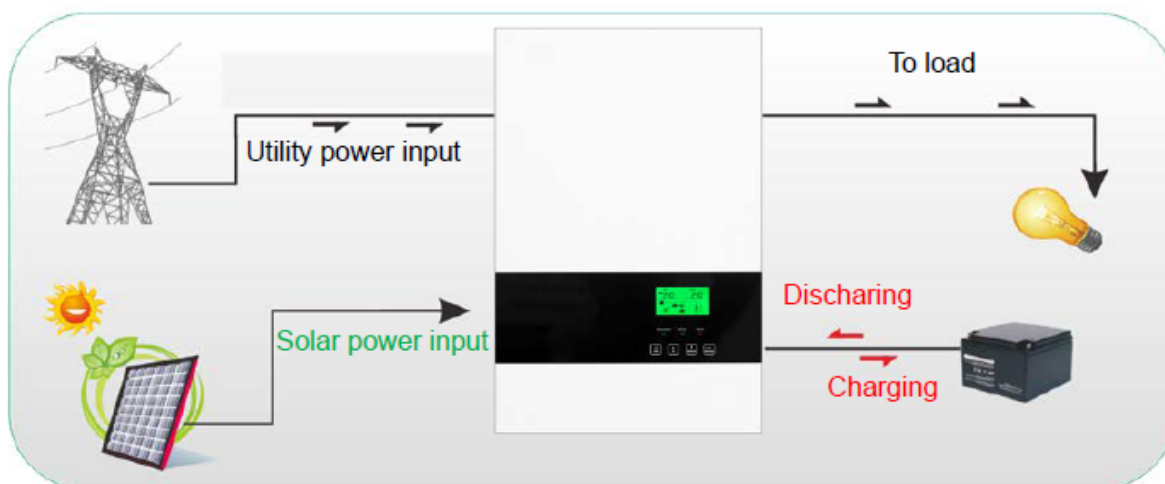 To load
Utility power input
Discharing
Solar power input
Charging